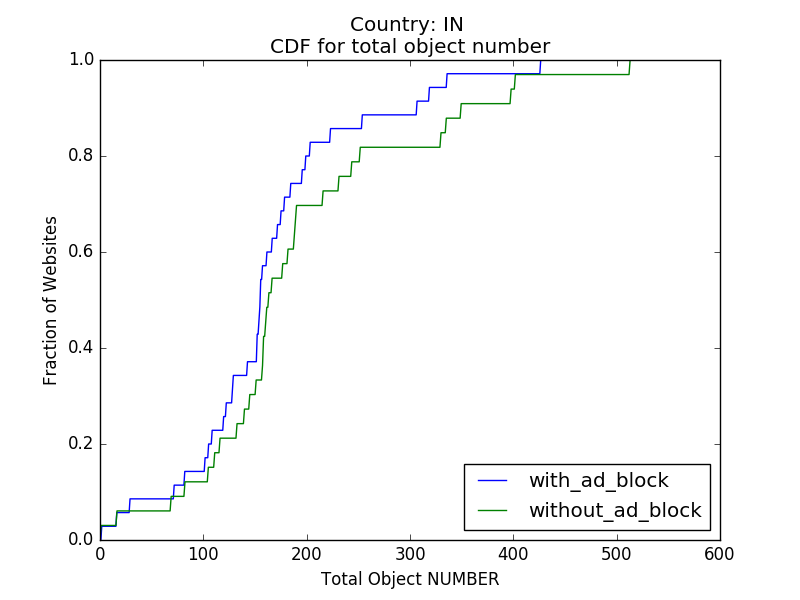 Country: IN
CDF for total object number
1.0
0.8
0.6
0.4
0.2
0.0
Fraction of Websites
0 100 200 300 400 500 600
Total Object NUMBER
with_ad_block
without_ad_block